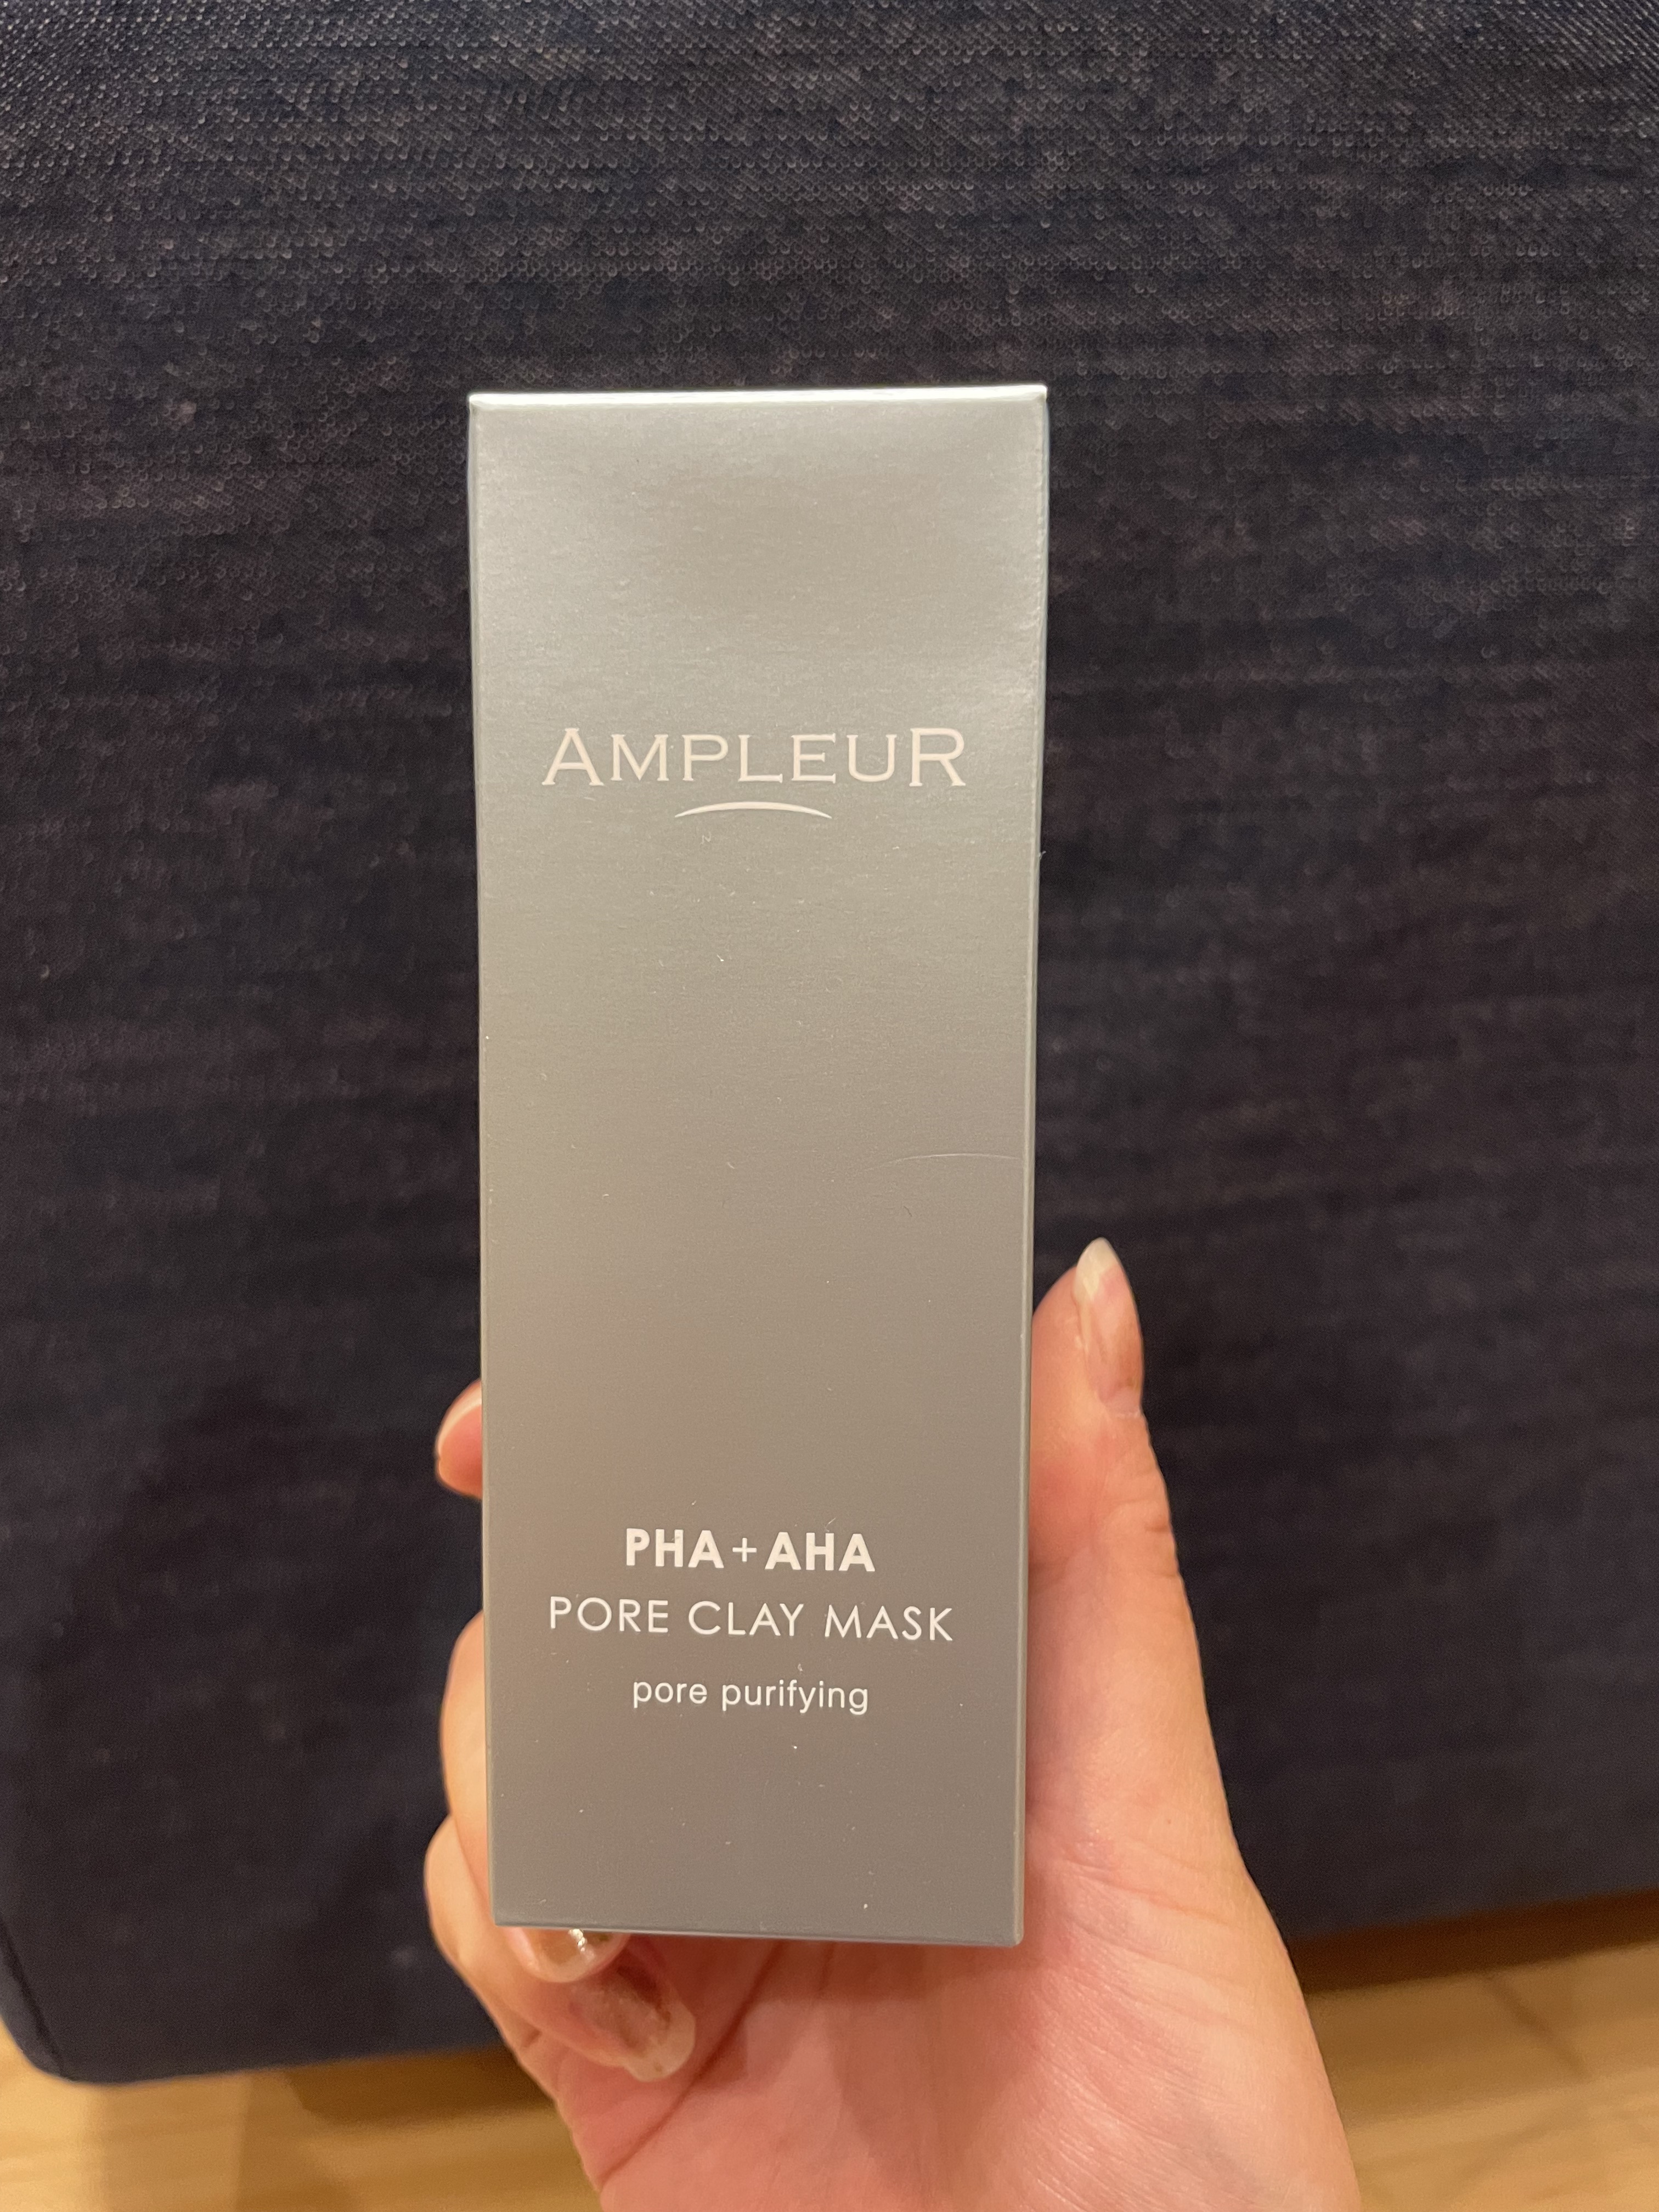 AMPLEUR
PHA+AHA
PORE CLAY MASK
pore purifying